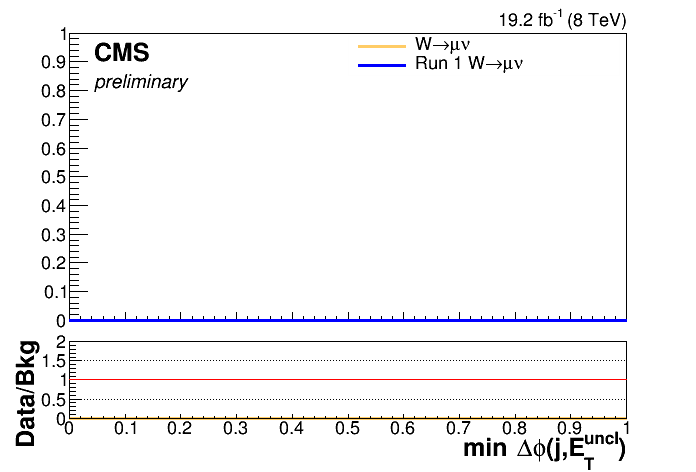 19.2 fb⁻¹ (8 TeV)
CMS
preliminary
W→μν
Run 1 W→μν
1
0.9
0.8
0.7
0.6
0.5
0.4
0.3
0.2
0.1
0
2
1.5
1
0.5
0
Data/Bkg
0 0.1 0.2 0.3 0.4 0.5 0.6 0.7 0.8 0.9 1
min Δϕ(j,E_T^uncl)